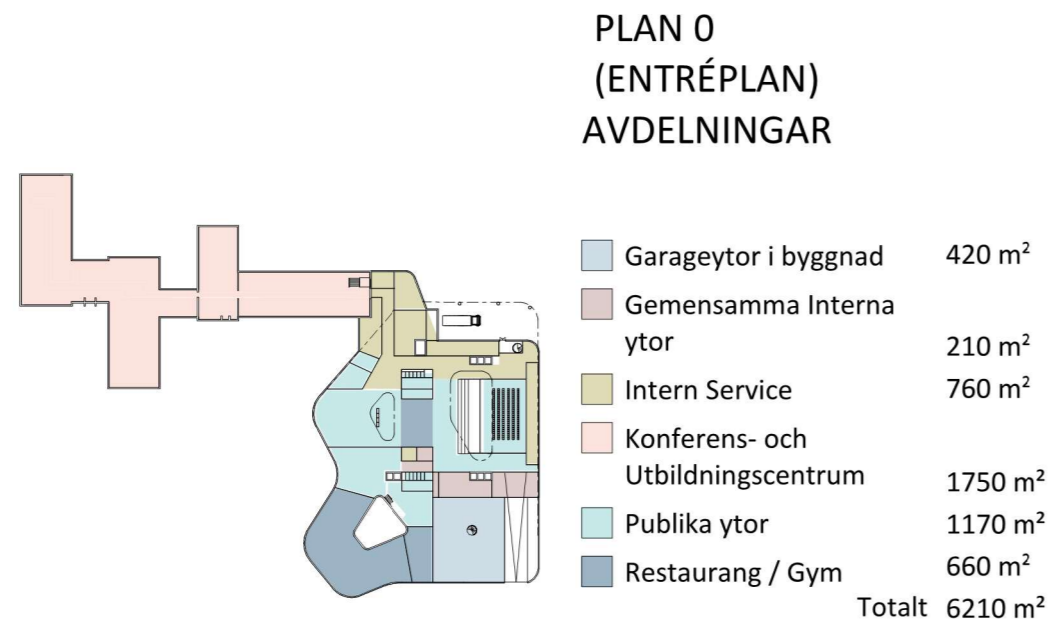 PLAN 0
(ENTRÉPLAN)
AVDELNINGAR
Garageytor i byggnad 420 m²
Gemensamma Interna
ytor 210 m²
Intern Service 760 m²
Konferens- och
Utbildningscentrum 1750 m²
Publika ytor 1170 m²
Restaurang / Gym 660 m²
Totalt 6210 m²